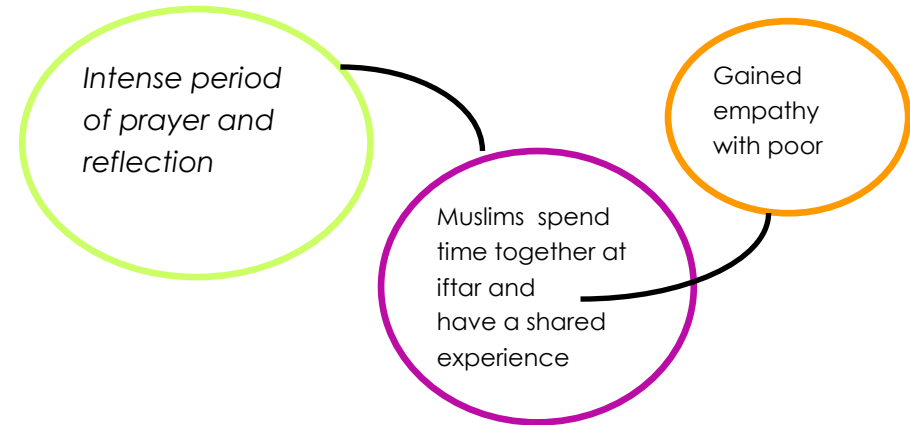 Intense period
of prayer and
reflection
Muslims  spend
time together at
iftar and
have a shared
experience
Gained
empathy
with poor